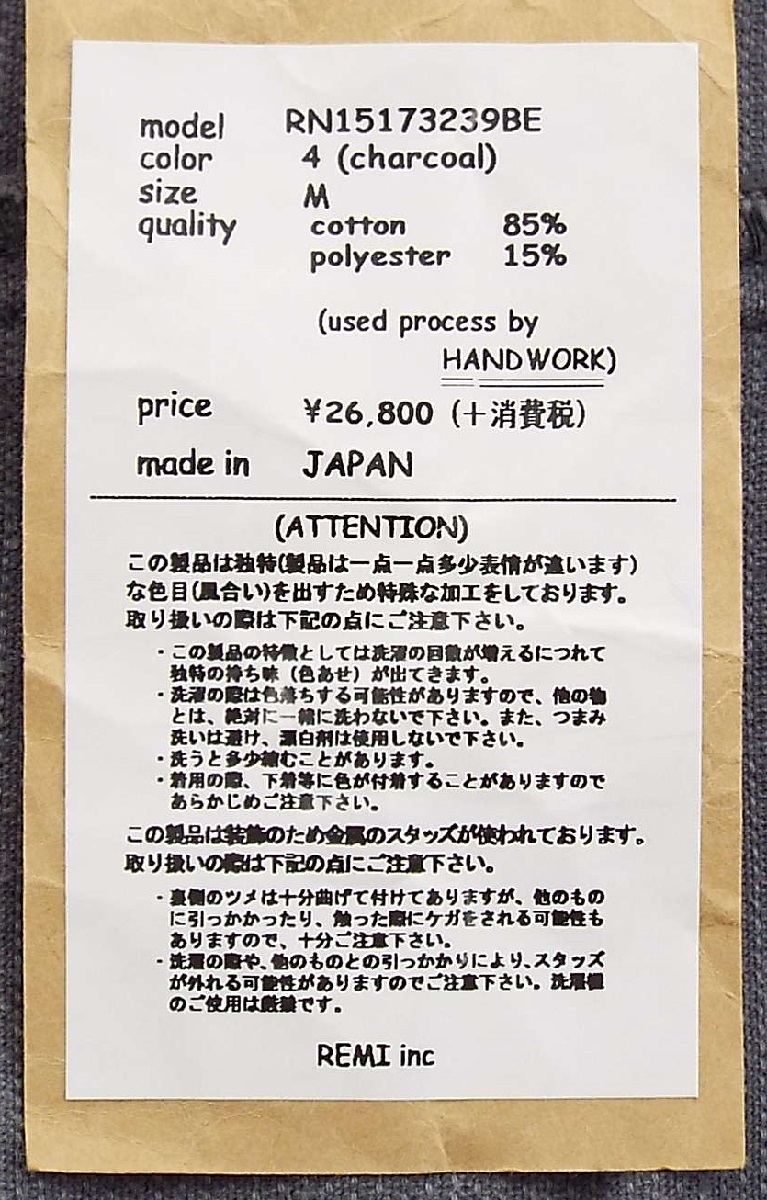 model RN15173239BE
color 4 (charcoal)
size M
quality cotton 85%
polyester 15%
(used process by
HANDWORK)
price ¥26,800 (+消費税)
made in JAPAN
(ATTENTION)
この製品は独特(製品は一点一点多少表情が違います)
な色目(風合い)を出すため特殊な加工をしております。
取り扱いの際は下記の点にご注意下さい。
・この製品の特徴としては洗濯の回数が増えるにつれて
独特の持ち味（色あせ）が出てきます。
・洗濯の際は色落ちする可能性がありますので、他の物
とは、絶対に一緒に洗わないで下さい。また、つまみ
洗いは避け、漂白剤は使用しないで下さい。
・洗うと多少縮むことがあります。
・着用の際、下着等に色が付着することがありますので
あらかじめご注意下さい。
この製品は装飾のため金属のスタッズが使われております。
取り扱いの際は下記の点にご注意下さい。
・裏側のツメは十分曲げて付けてありますが、他のもの
に引っかかったり、触った際にケガをされる可能性も
ありますので、十分ご注意下さい。
・洗濯の際や、他のものとの引っかかりにより、スタッズ
が外れる可能性がありますのでご注意下さい。洗濯機
のご使用は厳禁です。
REMI inc